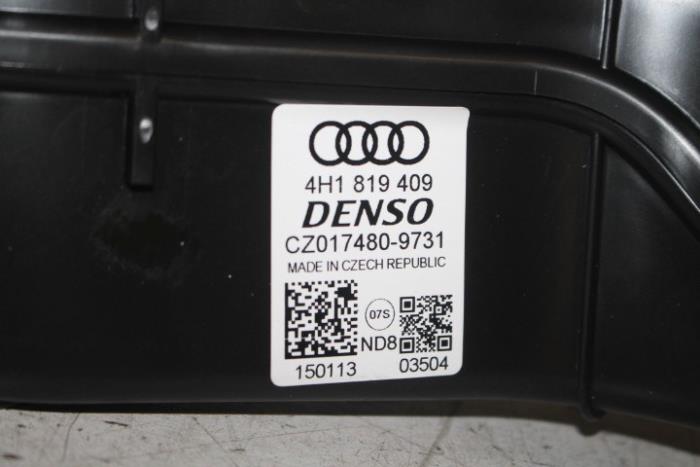 4H1 819 409
DENSO
CZ017480-9731
MADE IN CZECH REPUBLIC
07S
ND8
150113 03504